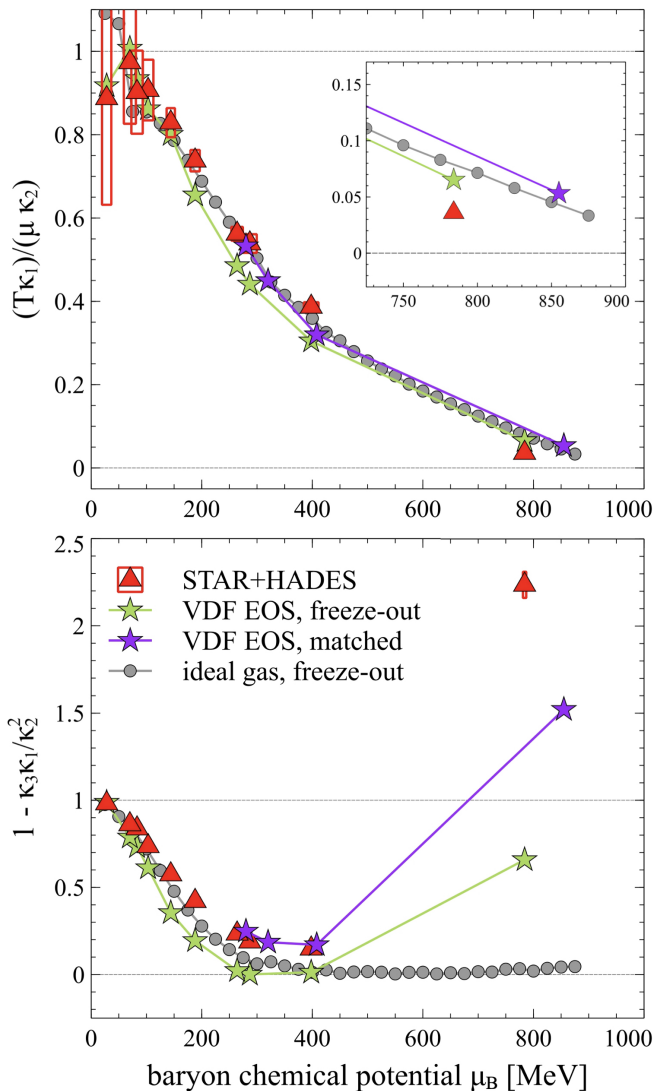 1
0.8
0.6
0.4
0.2
0
(Tκ₁)/(μ κ₂)
0.15
0.1
0.05
0
750 800 850 900
0 200 400 600 800 1000
2.5
2
1.5
1
0.5
0
1 - κ₃κ₁/κ₂²
STAR+HADES
VDF EOS, freeze-out
VDF EOS, matched
ideal gas, freeze-out
0 200 400 600 800 1000
baryon chemical potential μ_B [MeV]